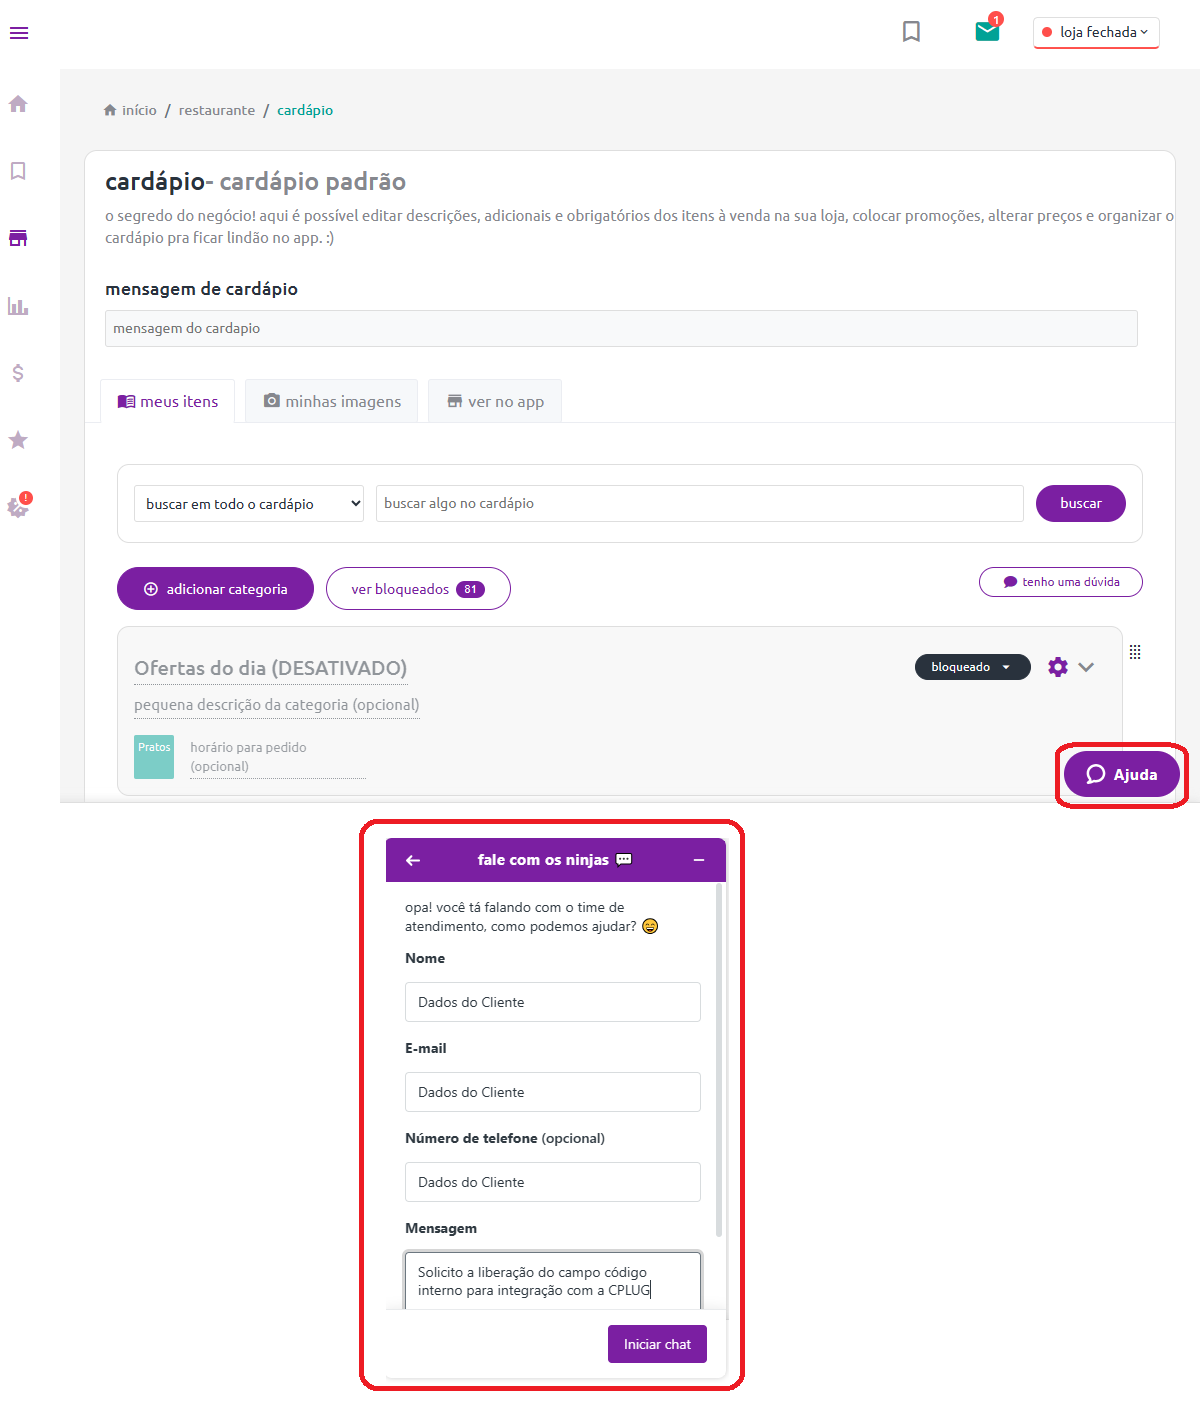 1
loja fechada
início / restaurante / cardápio
cardápio- cardápio padrão
o segredo do negócio! aqui é possível editar descrições, adicionais e obrigatórios dos itens à venda na sua loja, colocar promoções, alterar preços e organizar o
cardápio pra ficar lindão no app. :)
mensagem de cardápio
mensagem do cardapio
meus itens
minhas imagens
ver no app
buscar em todo o cardápio
buscar algo no cardápio
buscar
adicionar categoria
ver bloqueados 81
tenho uma dúvida
Ofertas do dia (DESATIVADO)
bloqueado
pequena descrição da categoria (opcional)
Pratos
horário para pedido
(opcional)
Ajuda
fale com os ninjas
opa! você tá falando com o time de
atendimento, como podemos ajudar?
Nome
Dados do Cliente
E-mail
Dados do Cliente
Número de telefone (opcional)
Dados do Cliente
Mensagem
Solicito a liberação do campo código
interno para integração com a CPLUG
Iniciar chat